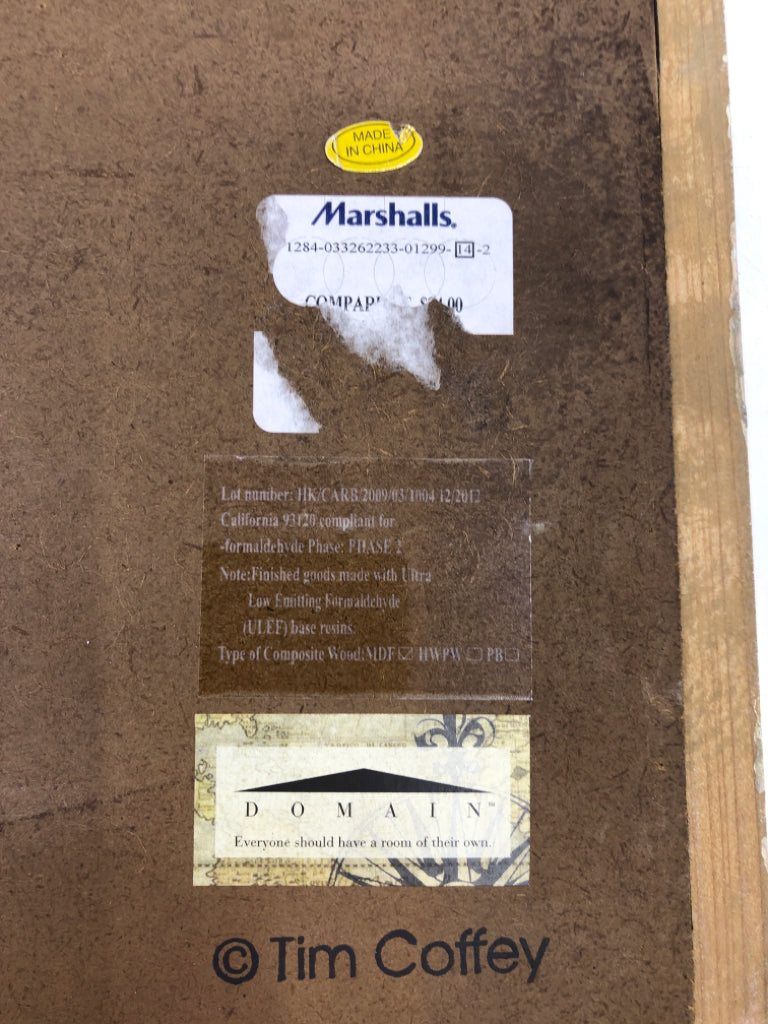 MADE
IN CHINA
Marshalls.
1284-033262233-01299-14-2
Lot number: HK/CARB/2009/03/1004 12/2012
California 93120 compliant for
-formaldehyde Phase: PHASE 2
Note:Finished goods made with Ultra
Low Emitting Formaldehyde
(ULEF) base resins.
Type of Composite Wood:MDF☑ HWPW☐ PB☐
DOMAIN™
Everyone should have a room of their own.
© Tim Coffey